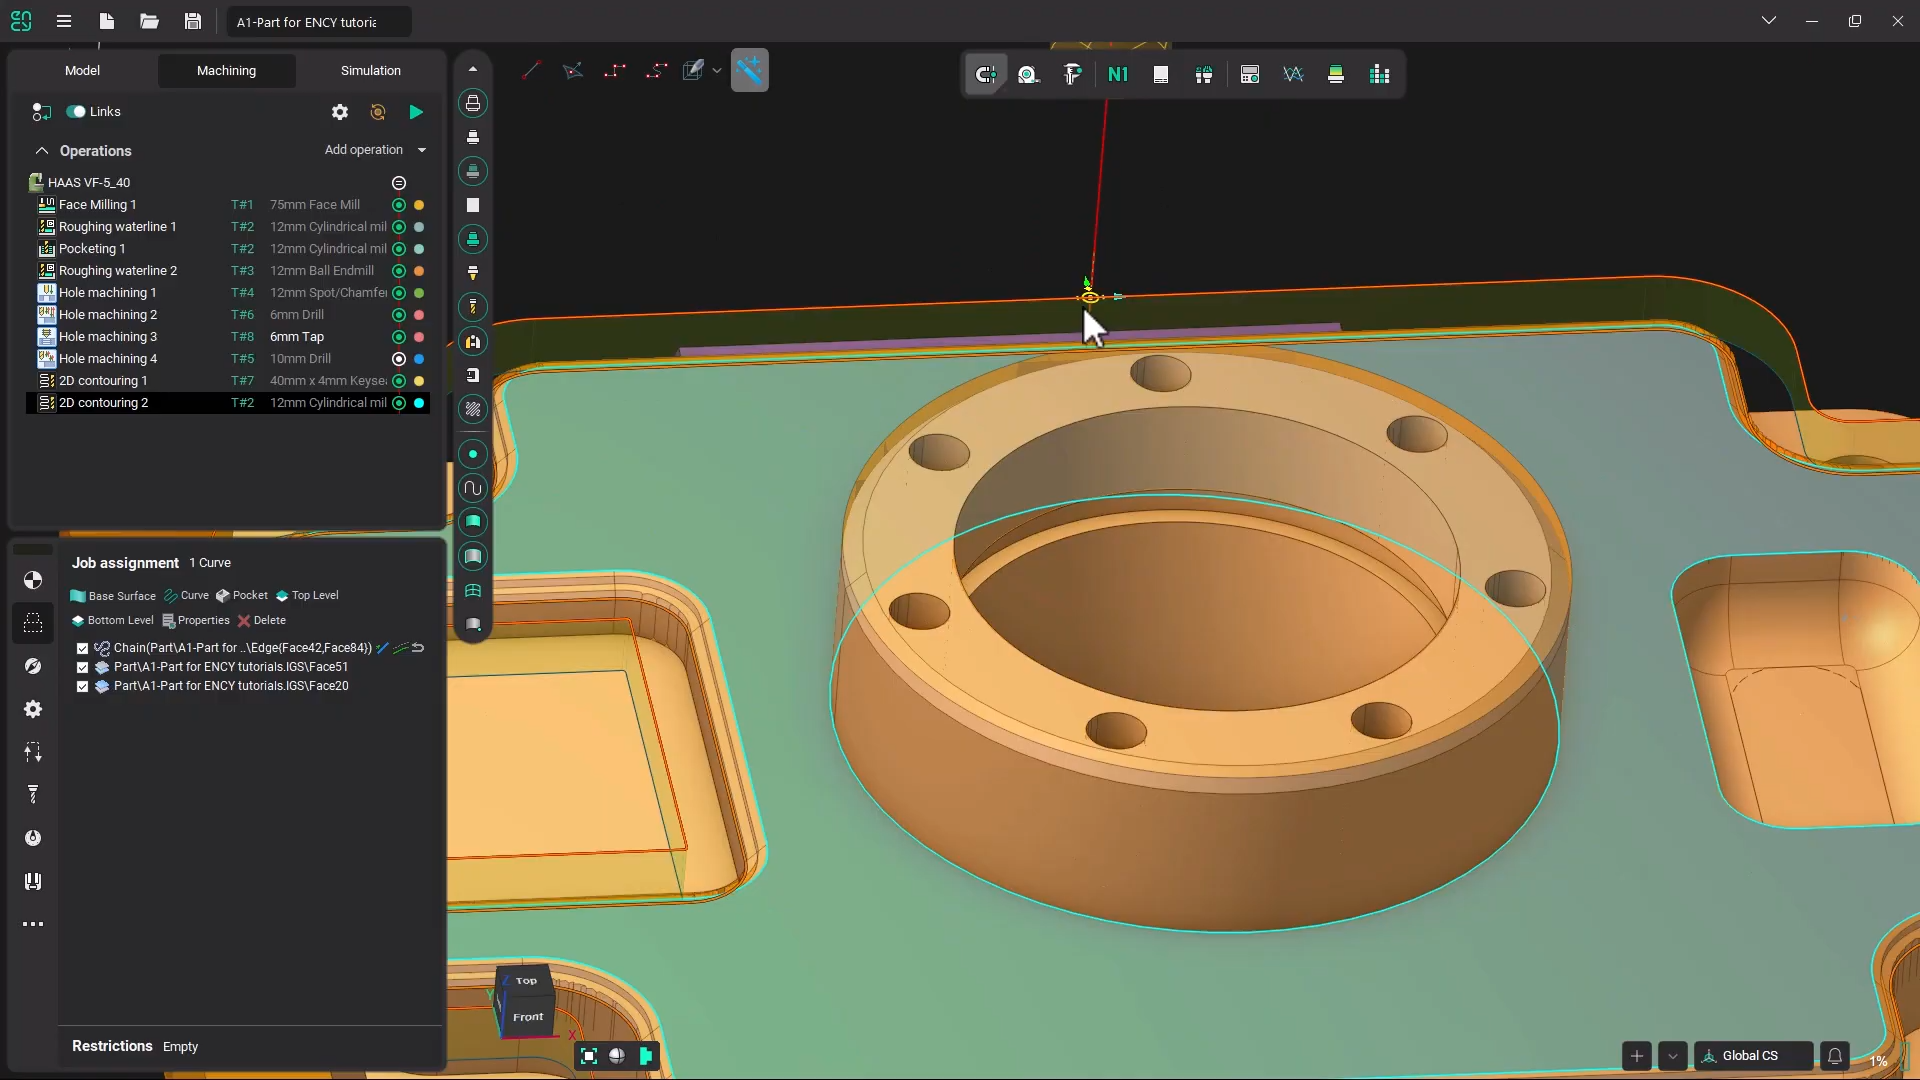 A1-Part for ENCY tutoria
Model Machining Simulation
Links
Operations Add operation
HAAS VF-5_40
Face Milling 1 T#1 75mm Face Mill
Roughing waterline 1 T#2 12mm Cylindrical mil
Pocketing 1 T#2 12mm Cylindrical mil
Roughing waterline 2 T#3 12mm Ball Endmill
Hole machining 1 T#4 12mm Spot/Chamfe
Hole machining 2 T#6 6mm Drill
Hole machining 3 T#8 6mm Tap
Hole machining 4 T#5 10mm Drill
2D contouring 1 T#7 40mm x 4mm Keyse
2D contouring 2 T#2 12mm Cylindrical mil
N1
Job assignment 1 Curve
Base Surface Curve Pocket Top Level
Bottom Level Properties Delete
Chain(Part\A1-Part for ..\Edge(Face42,Face84))
Part\A1-Part for ENCY tutorials.IGS\Face51
Part\A1-Part for ENCY tutorials.IGS\Face20
Restrictions Empty
Top
Front
Z
Y
X
Global CS
1%